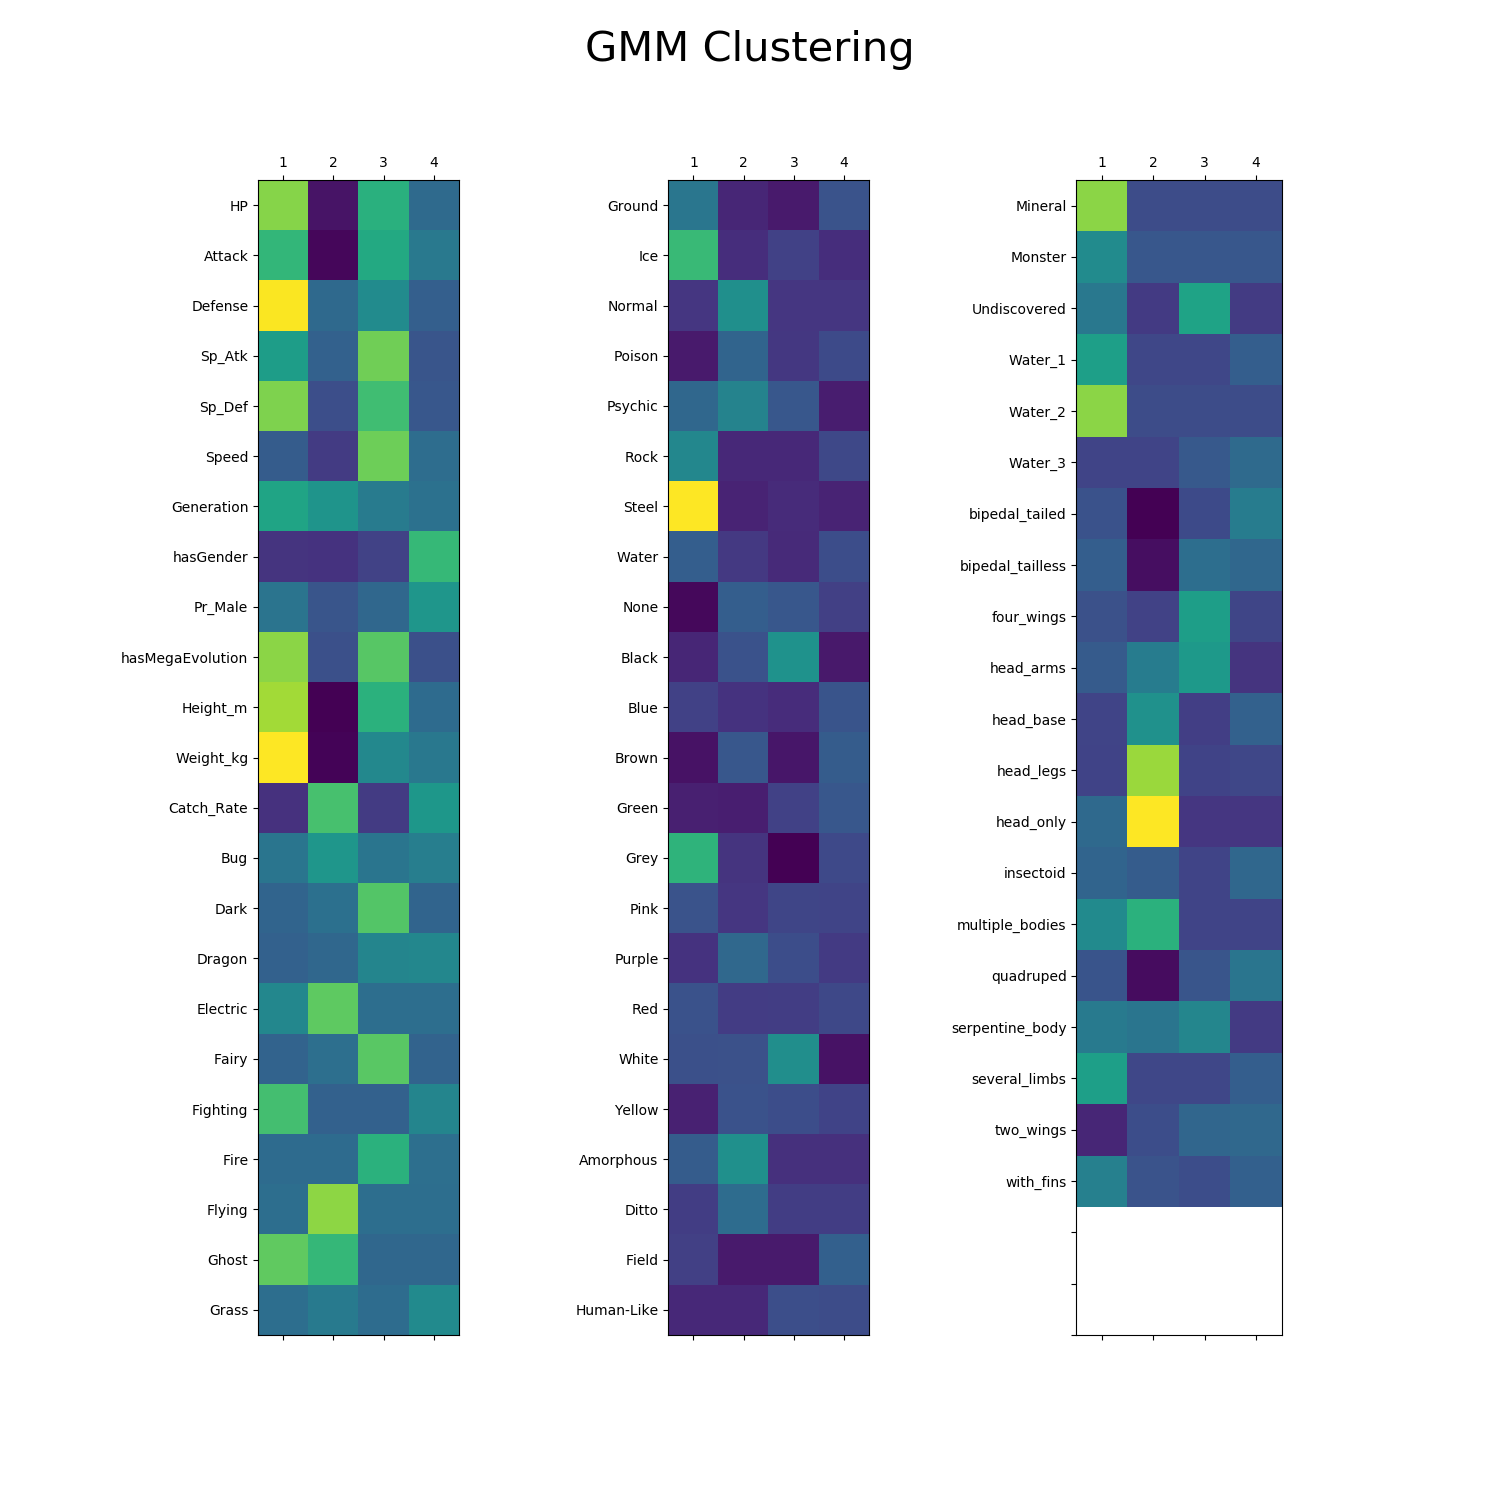 GMM Clustering
1 2 3 4
HP
Attack
Defense
Sp_Atk
Sp_Def
Speed
Generation
hasGender
Pr_Male
hasMegaEvolution
Height_m
Weight_kg
Catch_Rate
Bug
Dark
Dragon
Electric
Fairy
Fighting
Fire
Flying
Ghost
Grass
1 2 3 4
Ground
Ice
Normal
Poison
Psychic
Rock
Steel
Water
None
Black
Blue
Brown
Green
Grey
Pink
Purple
Red
White
Yellow
Amorphous
Ditto
Field
Human-Like
1 2 3 4
Mineral
Monster
Undiscovered
Water_1
Water_2
Water_3
bipedal_tailed
bipedal_tailless
four_wings
head_arms
head_base
head_legs
head_only
insectoid
multiple_bodies
quadruped
serpentine_body
several_limbs
two_wings
with_fins